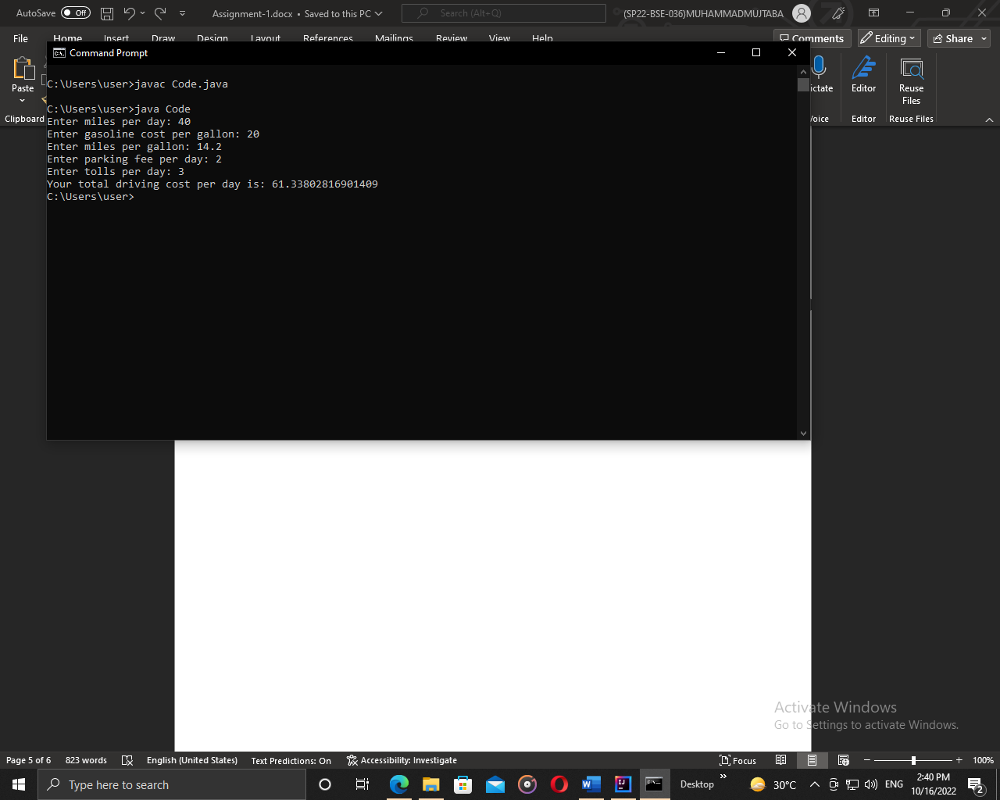 AutoSave Off Assignment-1.docx • Saved to this PC Search (Alt+Q) (SP22-BSE-036)MUHAMMADMUJTABA
File Home Insert Draw Design Layout References Mailings Review View Help Comments Editing Share
Command Prompt
C:\Users\user>javac Code.java
C:\Users\user>java Code
Enter miles per day: 40
Enter gasoline cost per gallon: 20
Enter miles per gallon: 14.2
Enter parking fee per day: 2
Enter tolls per day: 3
Your total driving cost per day is: 61.33802816901409
C:\Users\user>
Paste
Clipboard
ictate
Voice
Editor
Editor
Reuse
Files
Reuse Files
Activate Windows
Go to Settings to activate Windows.
Page 5 of 6 823 words English (United States) Text Predictions: On Accessibility: Investigate Focus 100%
Type here to search Desktop 30°C ENG 2:40 PM
10/16/2022 2